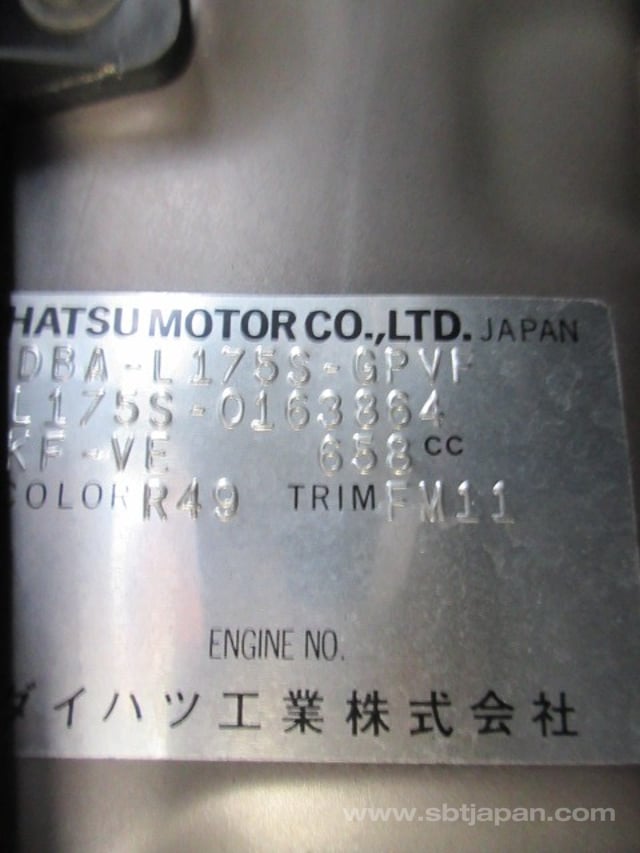 HATSU MOTOR CO.,LTD. JAPAN
DBA-L175S-GPVF
L175S-0163864
KF-VE 658 CC
COLOR R49 TRIM FM11
ENGINE NO.
ダイハツ工業株式会社
www.sbtjapan.com